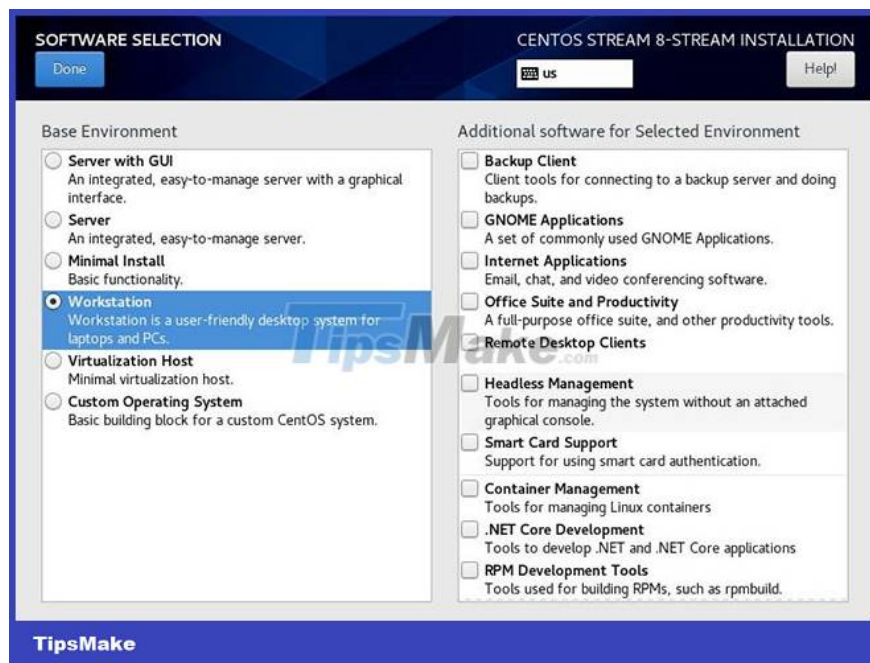 SOFTWARE SELECTION
Done
CENTOS STREAM 8-STREAM INSTALLATION
us
Help!
Base Environment
Server with GUI
An integrated, easy-to-manage server with a graphical
interface.
Server
An integrated, easy-to-manage server.
Minimal Install
Basic functionality.
Workstation
Workstation is a user-friendly desktop system for
laptops and PCs.
Virtualization Host
Minimal virtualization host.
Custom Operating System
Basic building block for a custom CentOS system.
Additional software for Selected Environment
Backup Client
Client tools for connecting to a backup server and doing
backups.
GNOME Applications
A set of commonly used GNOME Applications.
Internet Applications
Email, chat, and video conferencing software.
Office Suite and Productivity
A full-purpose office suite, and other productivity tools.
Remote Desktop Clients
Headless Management
Tools for managing the system without an attached
graphical console.
Smart Card Support
Support for using smart card authentication.
Container Management
Tools for managing Linux containers
.NET Core Development
Tools to develop .NET and .NET Core applications
RPM Development Tools
Tools used for building RPMs, such as rpmbuild.
TipsMake.com
TipsMake